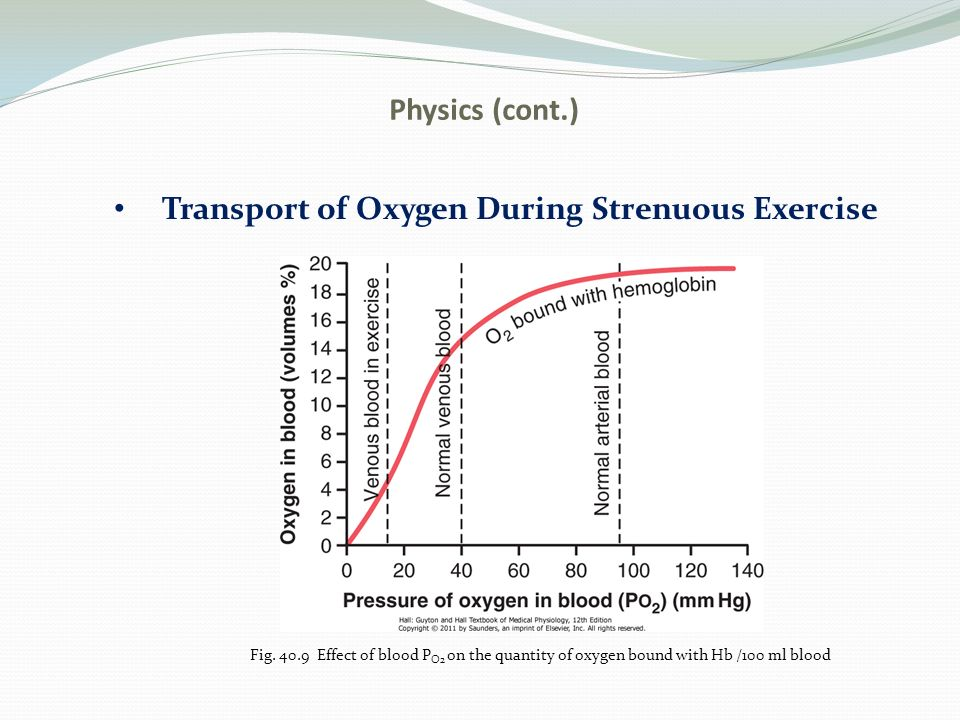 Physics (cont.)
• Transport of Oxygen During Strenuous Exercise
Oxygen in blood (volumes %)
20
18
16
14
12
10
8
6
4
2
0
Venous blood in exercise
Normal venous blood
O₂ bound with hemoglobin
Normal arterial blood
0 20 40 60 80 100 120 140
Pressure of oxygen in blood (PO₂) (mm Hg)
Hall: Guyton and Hall Textbook of Medical Physiology, 12th Edition
Copyright © 2011 by Saunders, an imprint of Elsevier, Inc. All rights reserved.
Fig. 40.9 Effect of blood P O2 on the quantity of oxygen bound with Hb /100 ml blood